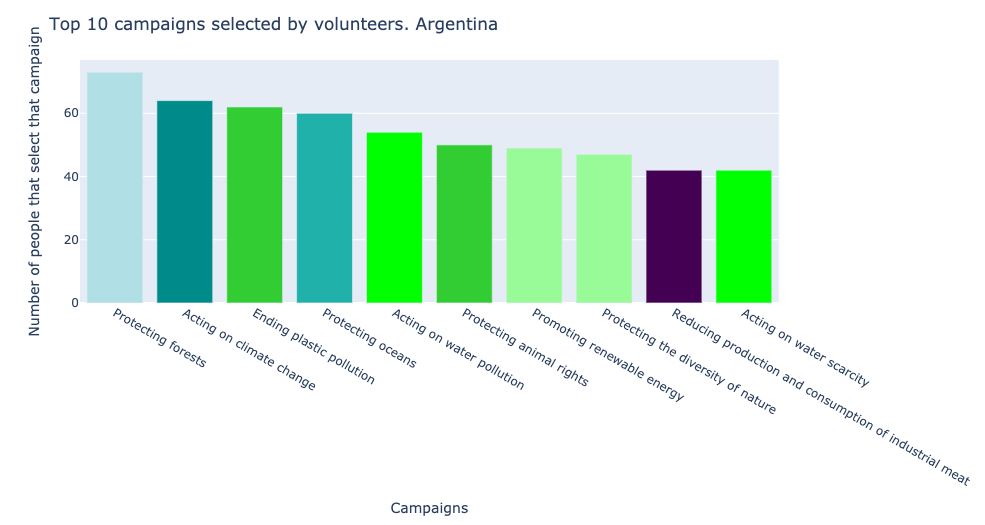 Top 10 campaigns selected by volunteers. Argentina
Number of people that select that campaign
60
40
20
0
Protecting forests
Acting on climate change
Ending plastic pollution
Protecting oceans
Acting on water pollution
Protecting animal rights
Promoting renewable energy
Protecting the diversity of nature
Reducing production and consumption of industrial meat
Acting on water scarcity
Campaigns